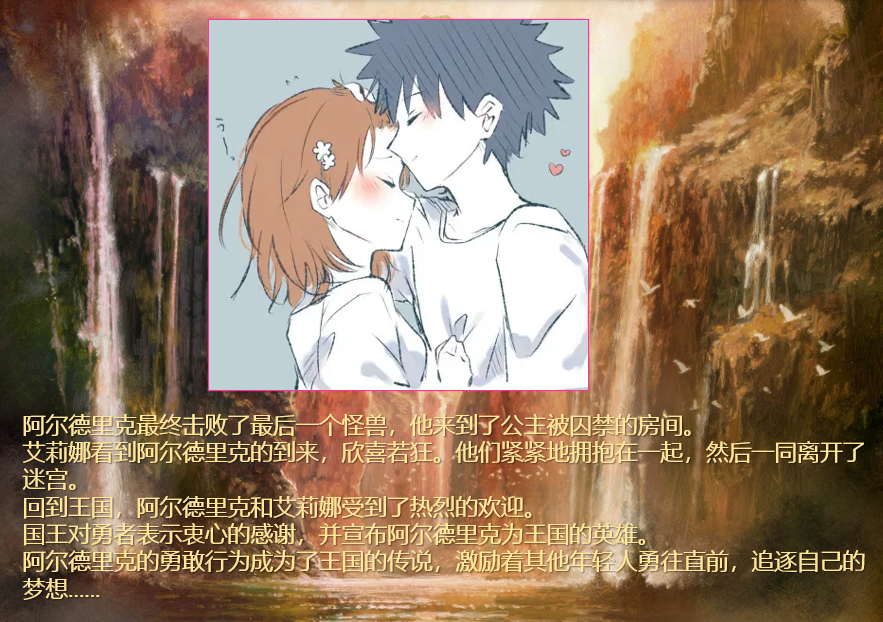 阿尔德里克最终击败了最后一个怪兽，他来到了公主被囚禁的房间。
艾莉娜看到阿尔德里克的到来，欣喜若狂。他们紧紧地拥抱在一起，然后一同离开了
迷宫。
回到王国，阿尔德里克和艾莉娜受到了热烈的欢迎。
国王对勇者表示衷心的感谢，并宣布阿尔德里克为王国的英雄。
阿尔德里克的勇敢行为成为了王国的传说，激励着其他年轻人勇往直前，追逐自己的
梦想......